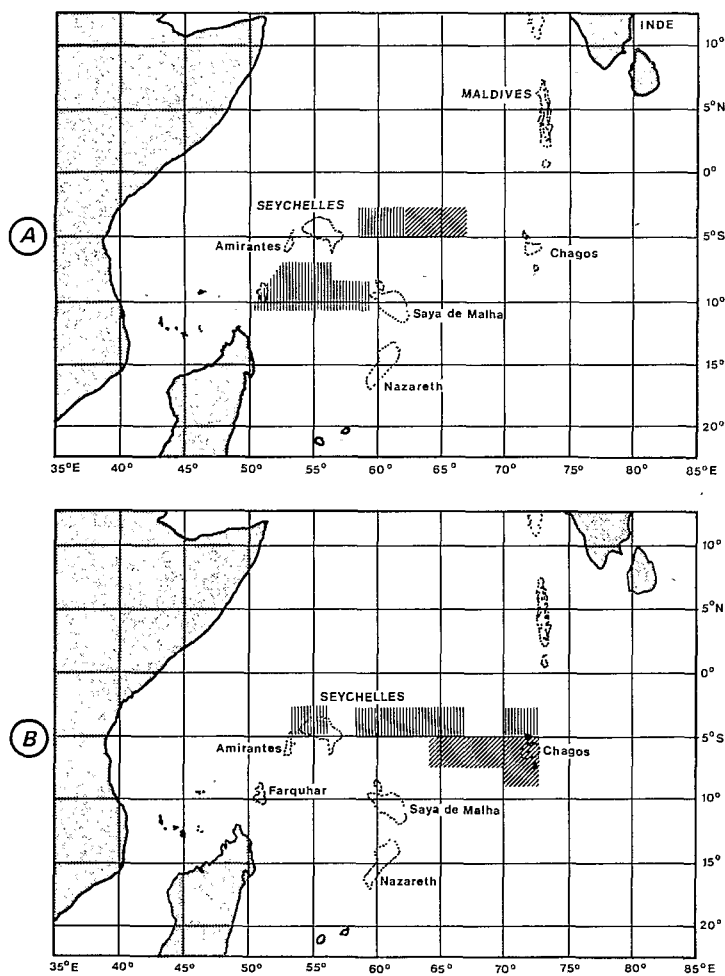 INDE
10°
MALDIVES
5°N
0°
SEYCHELLES
A
Amirantes
5°S
Chagos
10°
Saya de Malha
15°
Nazareth
20°
35°E 40° 45° 50° 55° 60° 65° 70° 75° 80° 85°E
10°
5°N
0°
SEYCHELLES
B
5°S
Amirantes
Chagos
Farquhar
10°
Saya de Malha
15°
Nazareth
20°
35°E 40° 45° 50° 55° 60° 65° 70° 75° 80° 85°E